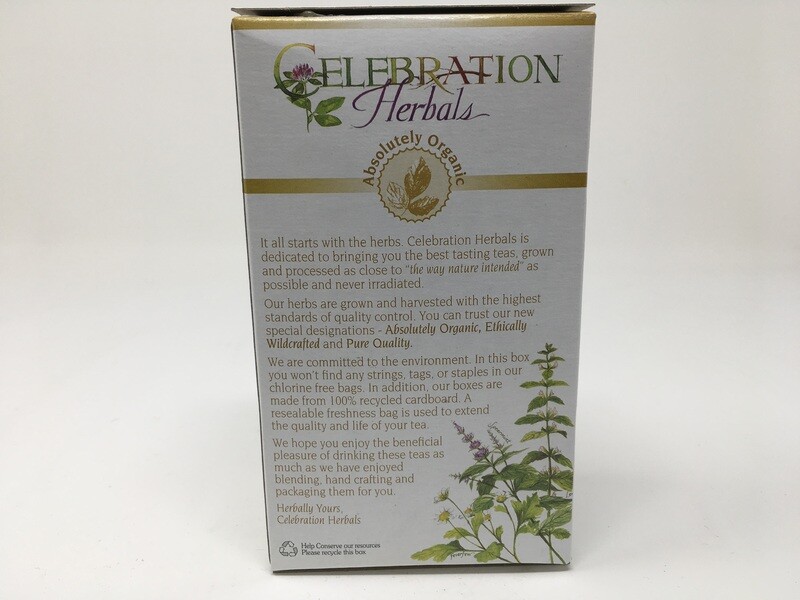 CELEBRATION
Herbals
Absolutely Organic
It all starts with the herbs. Celebration Herbals is
dedicated to bringing you the best tasting teas, grown
and processed as close to "the way nature intended" as
possible and never irradiated.
Our herbs are grown and harvested with the highest
standards of quality control. You can trust our new
special designations - Absolutely Organic, Ethically
Wildcrafted and Pure Quality.
We are committed to the environment. In this box
you won't find any strings, tags, or staples in our
chlorine free bags. In addition, our boxes are
made from 100% recycled cardboard. A
resealable freshness bag is used to extend
the quality and life of your tea.
We hope you enjoy the beneficial
pleasure of drinking these teas as
much as we have enjoyed
blending, hand crafting and
packaging them for you.
Herbally Yours,
Celebration Herbals
Help Conserve our resources
Please recycle this box